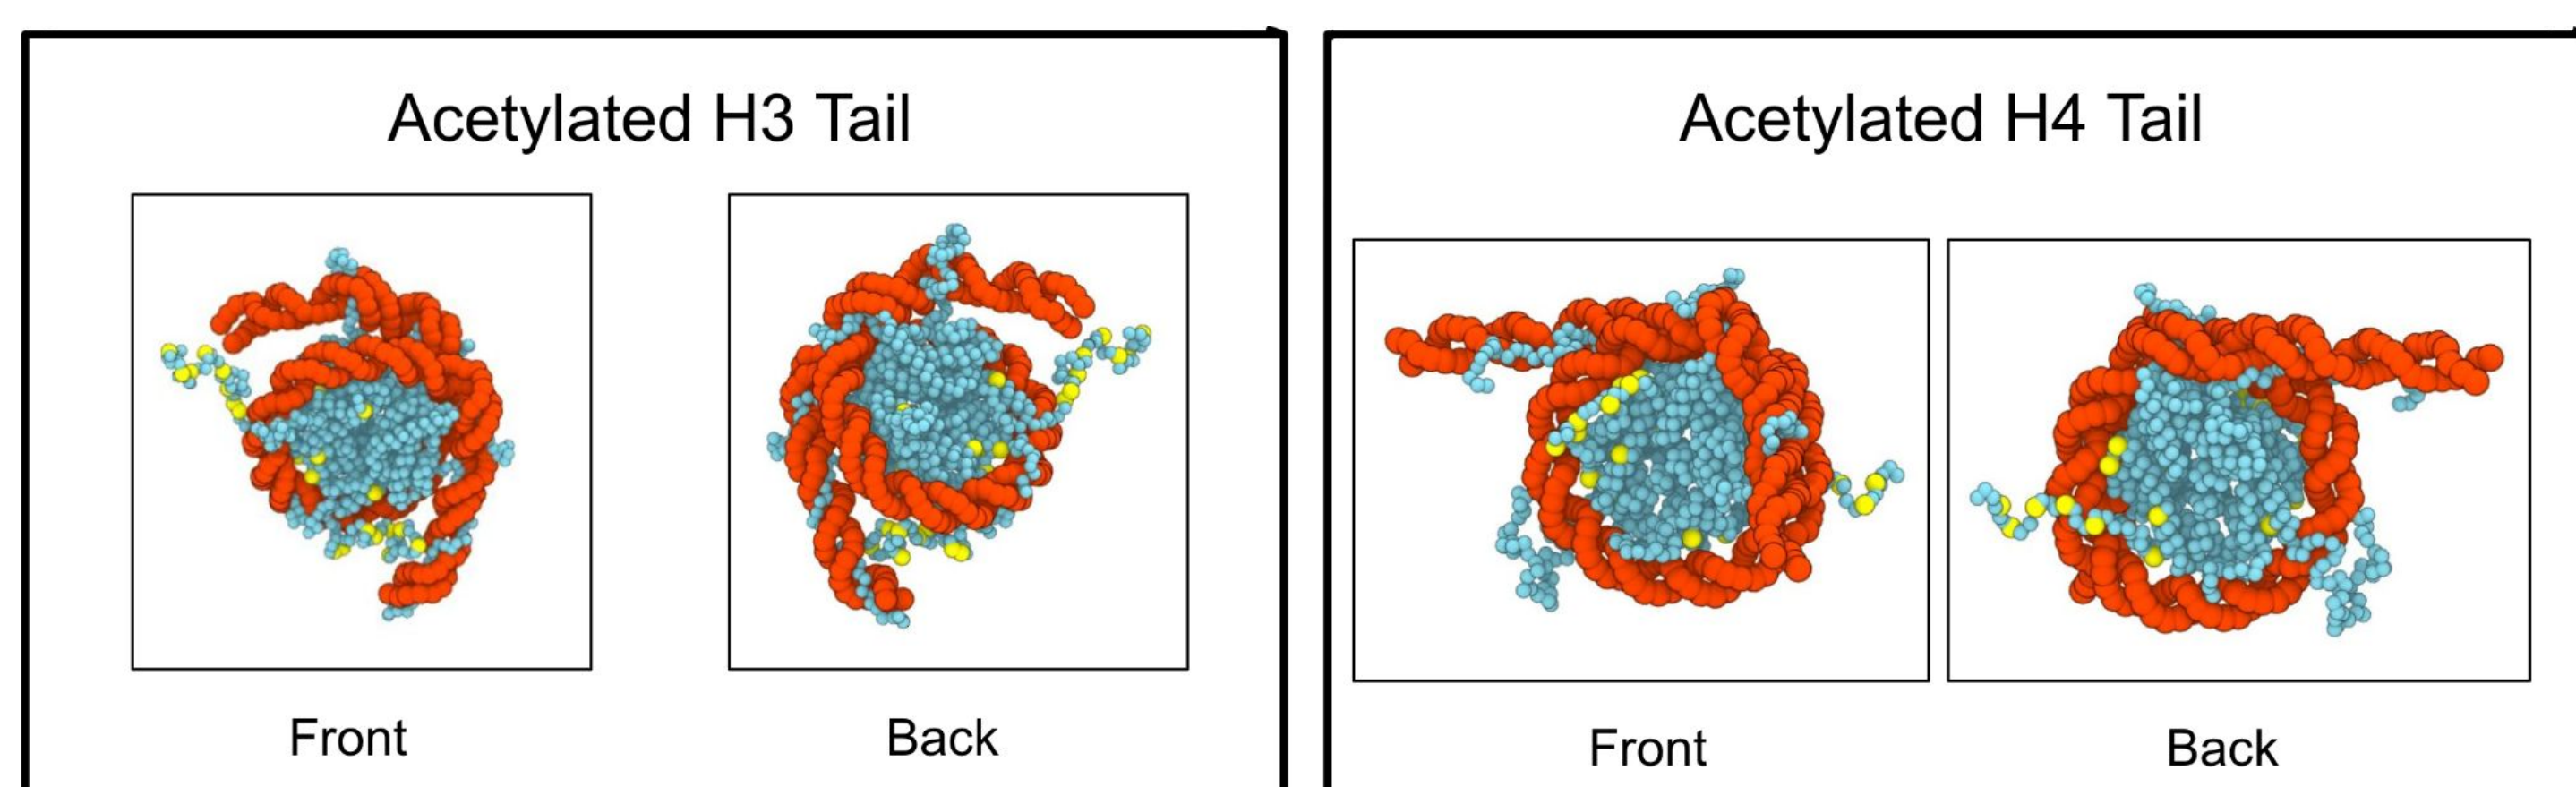 Acetylated H3 Tail
Front
Back
Acetylated H4 Tail
Front
Back